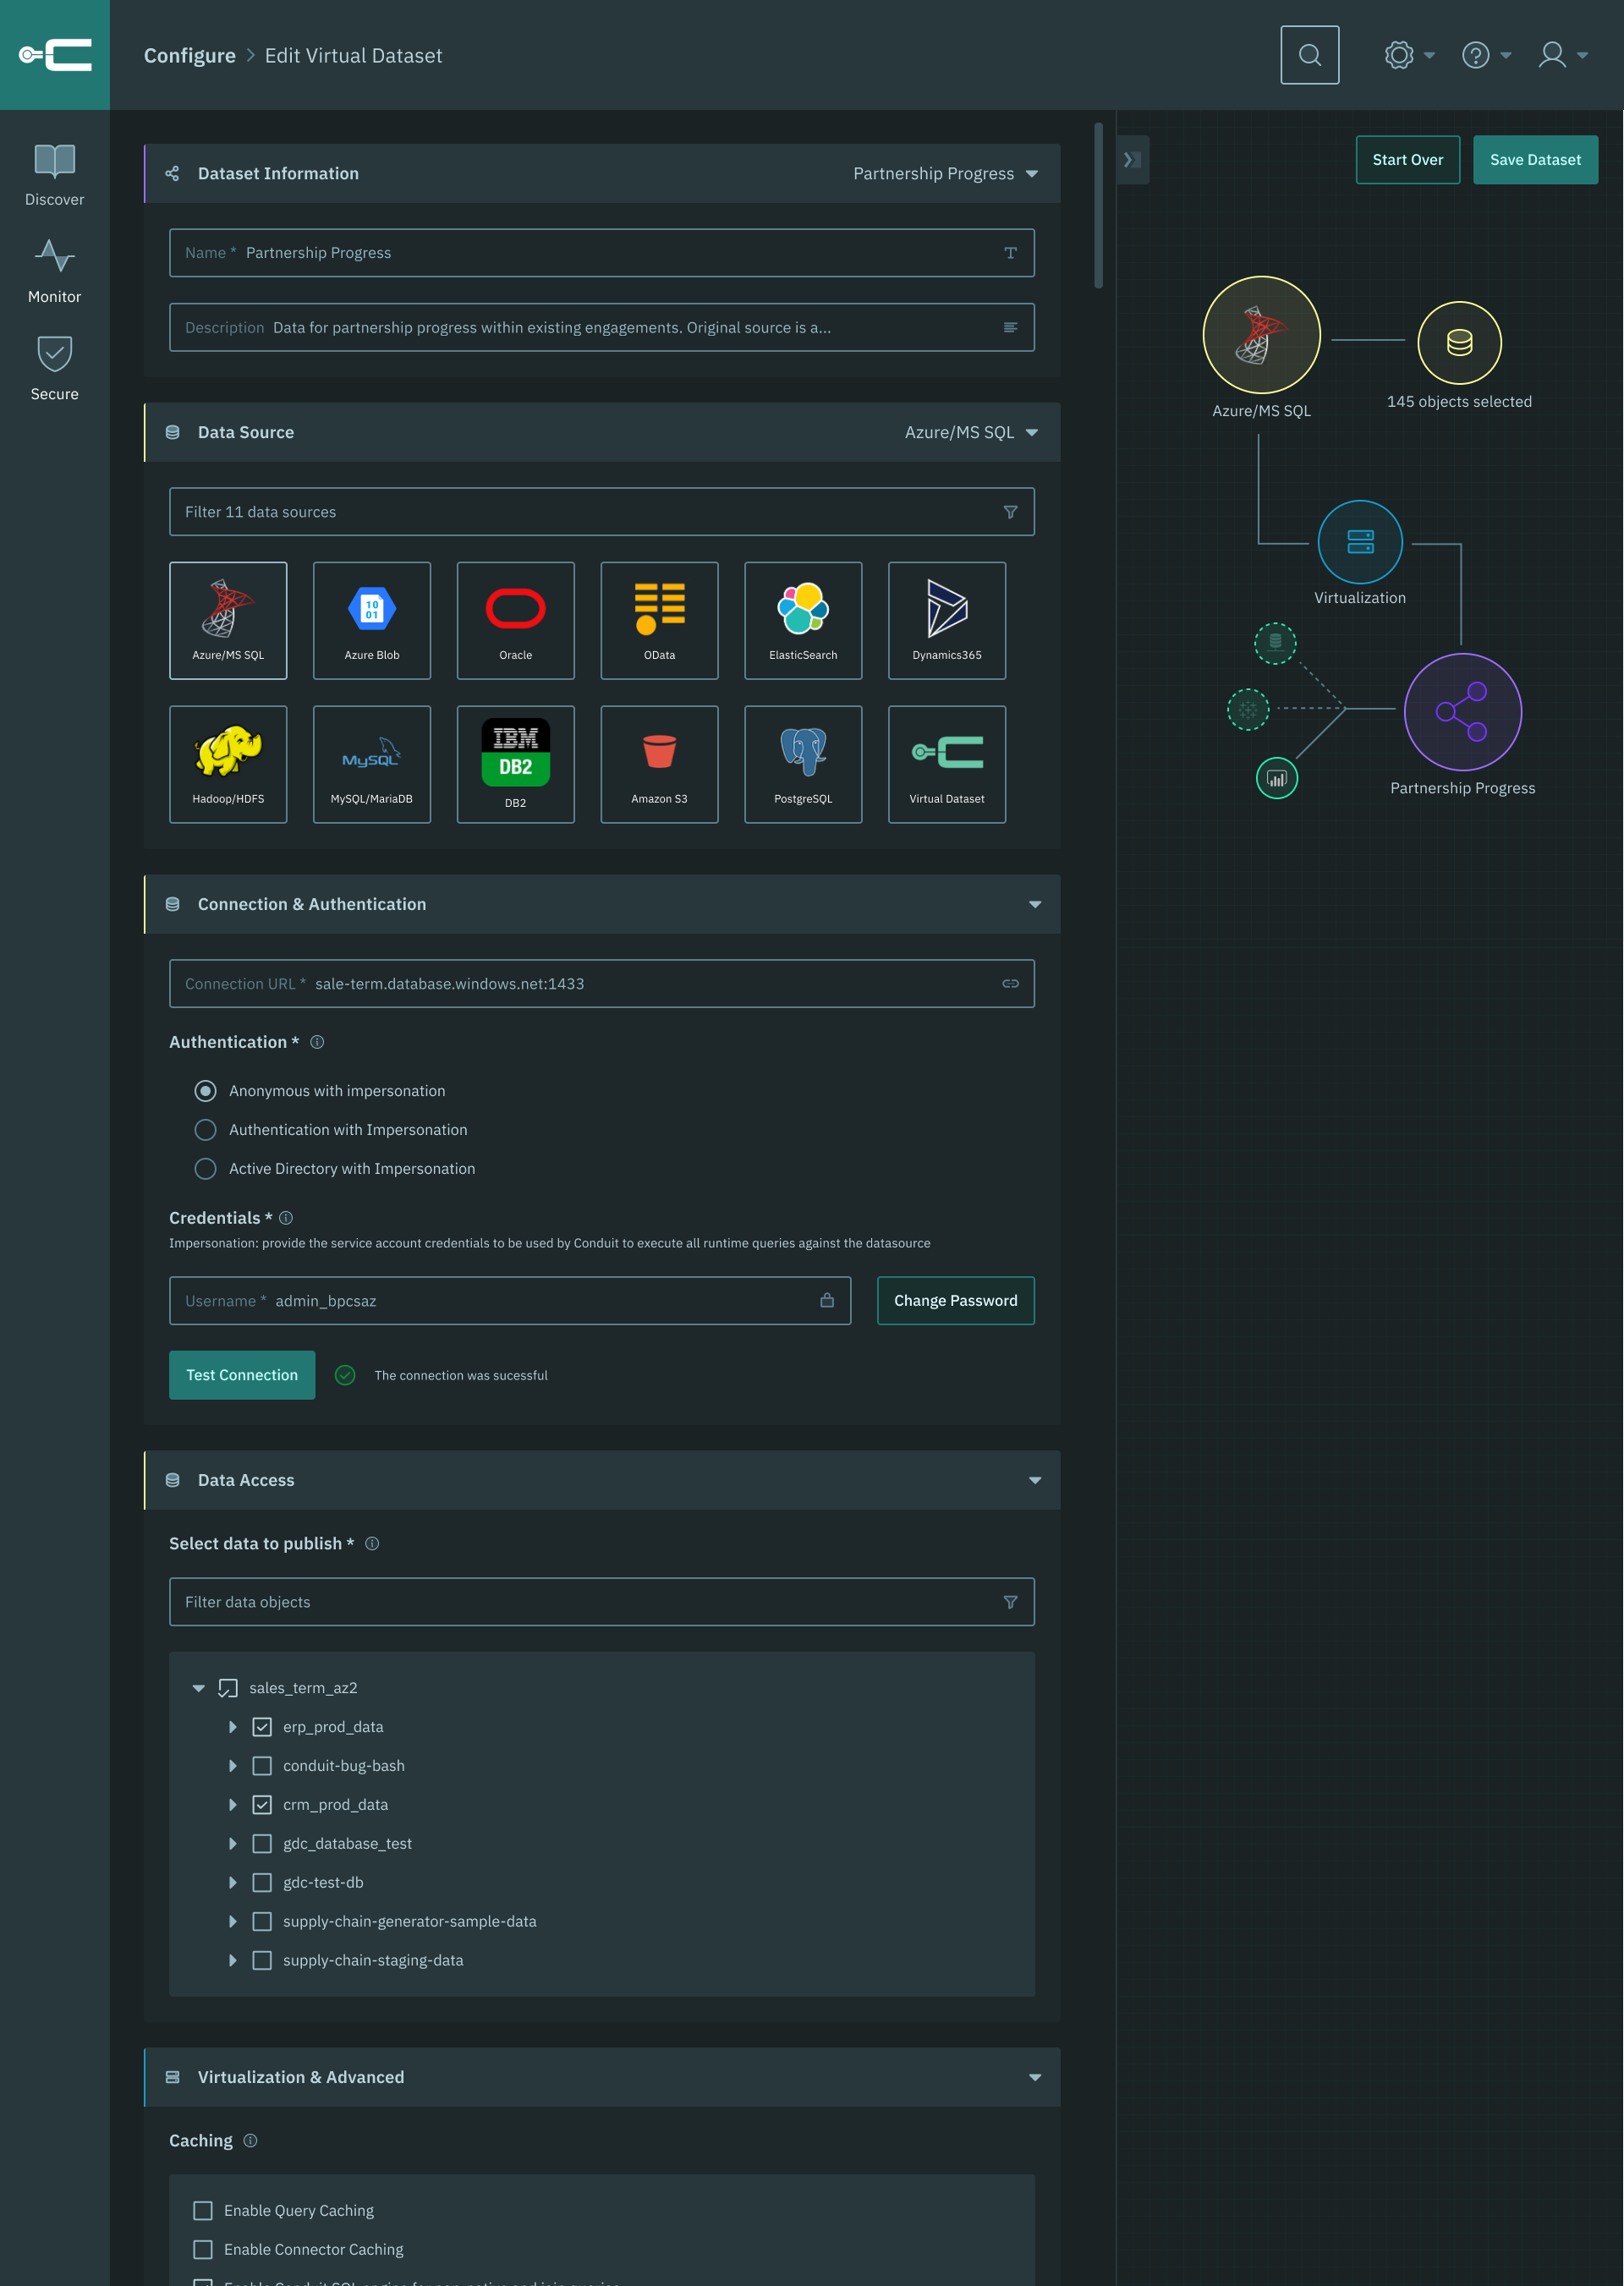 Configure > Edit Virtual Dataset
Discover
Monitor
Secure
Dataset Information Partnership Progress
Name * Partnership Progress
Description Data for partnership progress within existing engagements. Original source is a...
Data Source Azure/MS SQL
Filter 11 data sources
Azure/MS SQL
10
01
Azure Blob
Oracle
OData
ElasticSearch
Dynamics365
Hadoop/HDFS
MySQL
MySQL/MariaDB
IBM
DB2
DB2
Amazon S3
PostgreSQL
Virtual Dataset
Connection & Authentication
Connection URL * sale-term.database.windows.net:1433
Authentication *
Anonymous with impersonation
Authentication with Impersonation
Active Directory with Impersonation
Credentials *
Impersonation: provide the service account credentials to be used by Conduit to execute all runtime queries against the datasource
Username * admin_bpcsaz
Change Password
Test Connection
The connection was sucessful
Data Access
Select data to publish *
Filter data objects
sales_term_az2
erp_prod_data
conduit-bug-bash
crm_prod_data
gdc_database_test
gdc-test-db
supply-chain-generator-sample-data
supply-chain-staging-data
Virtualization & Advanced
Caching
Enable Query Caching
Enable Connector Caching
Start Over
Save Dataset
Azure/MS SQL
145 objects selected
Virtualization
Partnership Progress